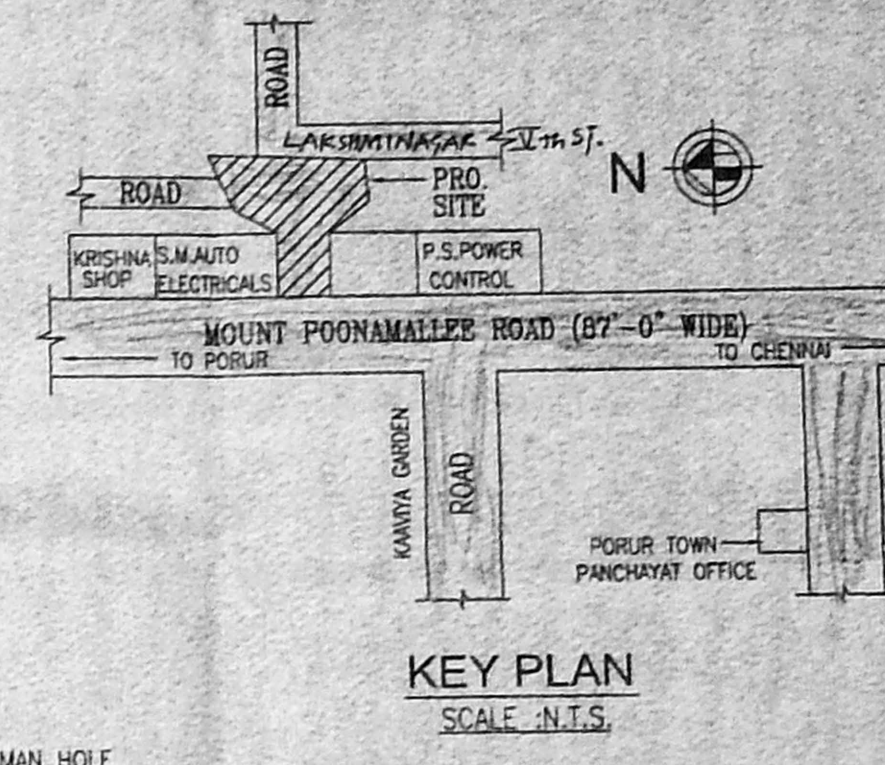 ROAD
LAKSHMINAGAR Vth ST.
N
ROAD
PRO.
SITE
KRISHNA
SHOP
S.M.AUTO
ELECTRICALS
P.S.POWER
CONTROL
MOUNT POONAMALLEE ROAD (87'-0" WIDE)
TO PORUR
TO CHENNAI
KAAVIYA GARDEN
ROAD
PORUR TOWN
PANCHAYAT OFFICE
KEY PLAN
SCALE :N.T.S.
MAN HOLE